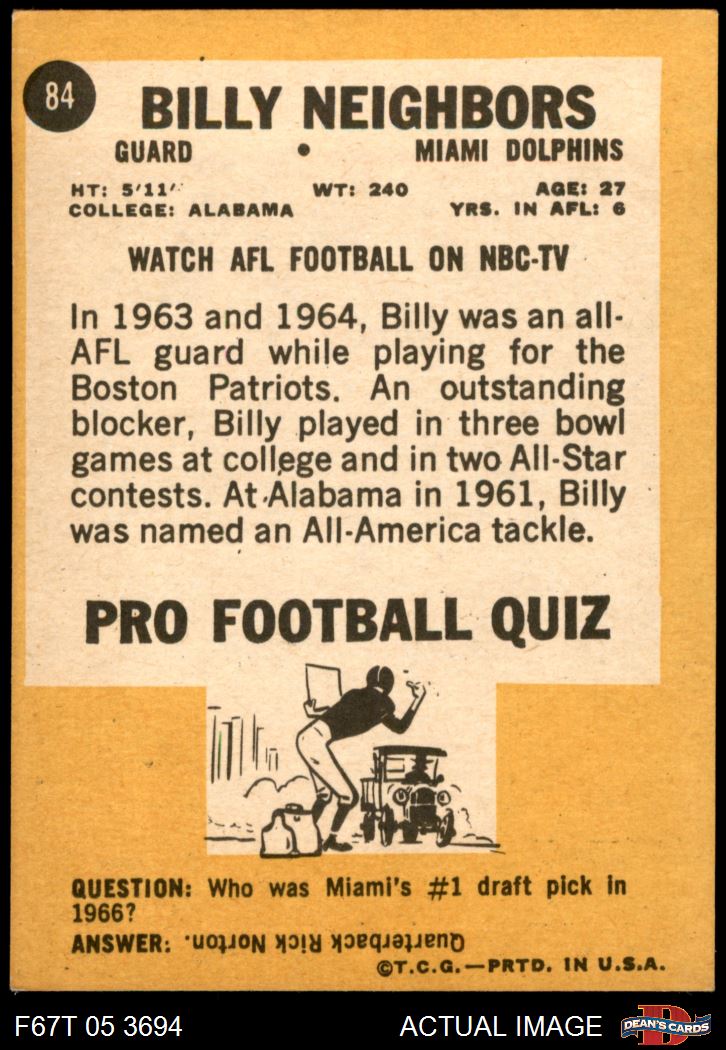 84
BILLY NEIGHBORS
GUARD • MIAMI DOLPHINS
HT: 5'11" WT: 240 AGE: 27
COLLEGE: ALABAMA YRS. IN AFL: 6
WATCH AFL FOOTBALL ON NBC-TV
In 1963 and 1964, Billy was an all-
AFL guard while playing for the
Boston Patriots. An outstanding
blocker, Billy played in three bowl
games at college and in two All-Star
contests. At Alabama in 1961, Billy
was named an All-America tackle.
PRO FOOTBALL QUIZ
QUESTION: Who was Miami's #1 draft pick in
1966?
ANSWER: Quarterback Rick Norton.
©T.C.G.—PRTD. IN U.S.A.
F67T 05 3694 ACTUAL IMAGE D DEAN'S CARDS